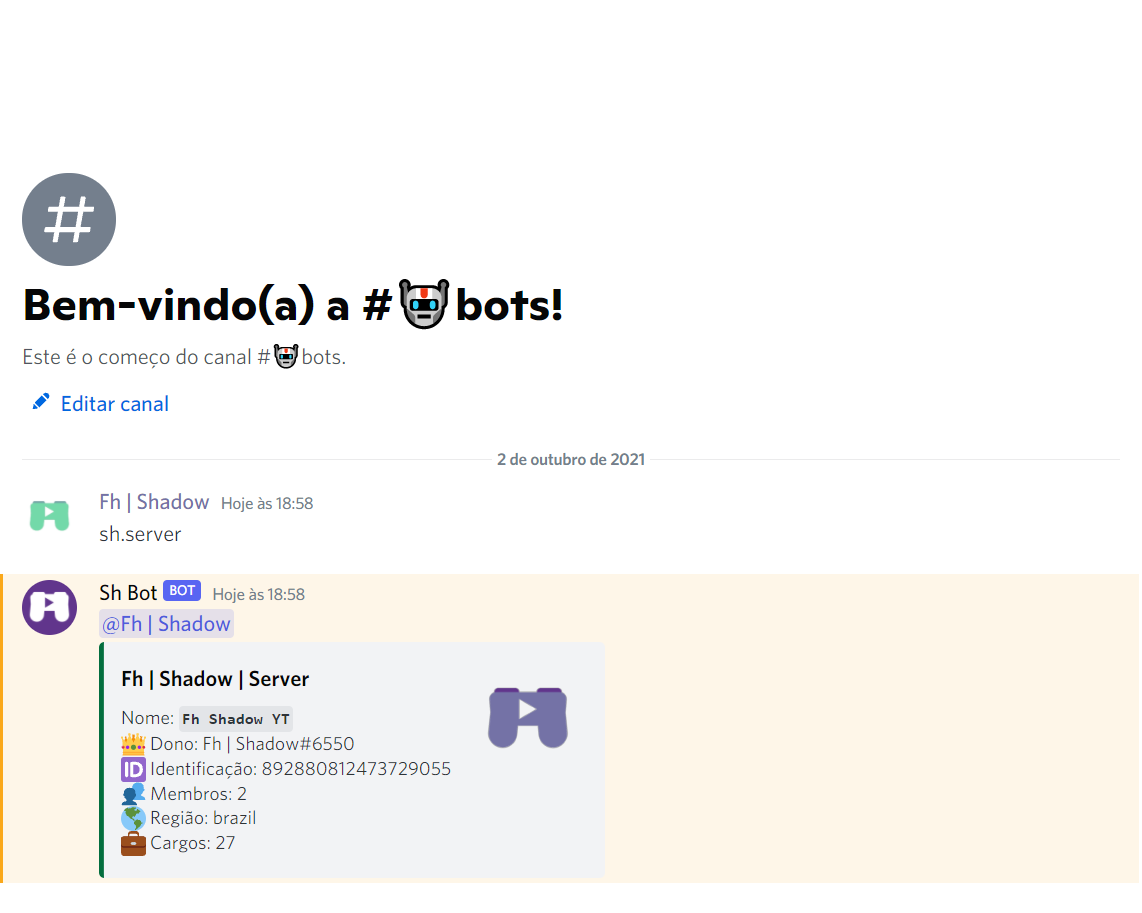 Bem-vindo(a) a #🤖bots!
Este é o começo do canal #🤖bots.
Editar canal
2 de outubro de 2021
Fh | Shadow Hoje às 18:58
sh.server
Sh Bot BOT Hoje às 18:58
@Fh | Shadow
Fh | Shadow | Server
Nome: Fh Shadow YT
👑 Dono: Fh | Shadow#6550
🆔 Identificação: 892880812473729055
👥 Membros: 2
🌎 Região: brazil
💼 Cargos: 27